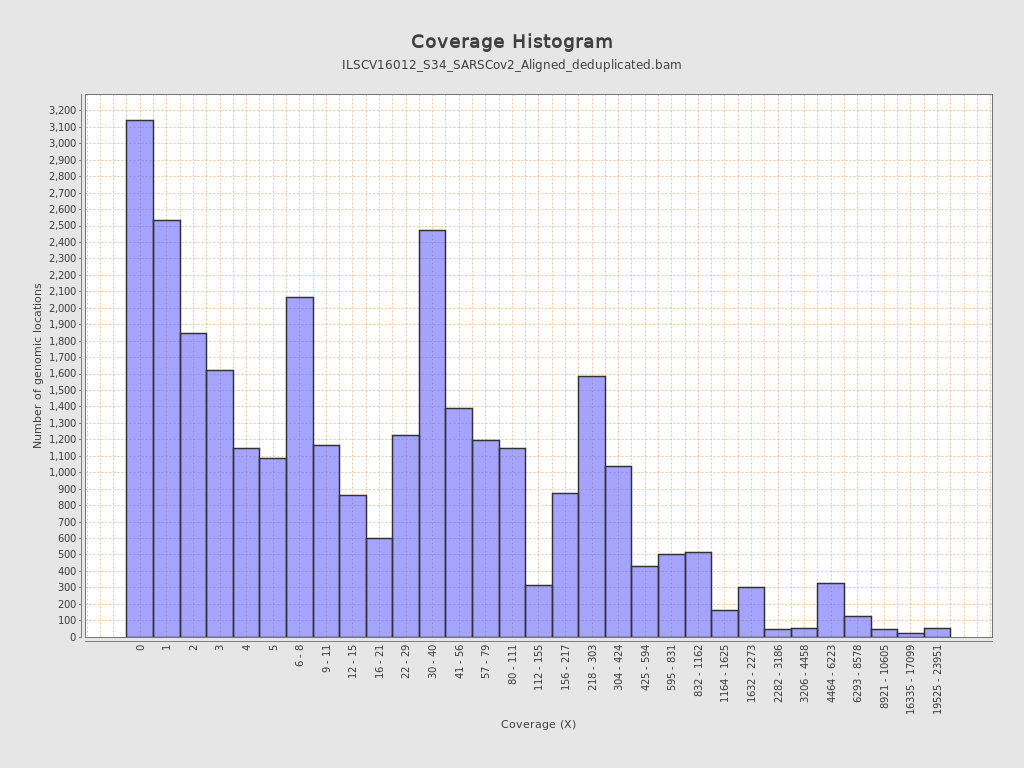 Coverage Histogram
ILSCV16012_S34_SARSCov2_Aligned_deduplicated.bam
Number of genomic locations
3,200
3,100
3,000
2,900
2,800
2,700
2,600
2,500
2,400
2,300
2,200
2,100
2,000
1,900
1,800
1,700
1,600
1,500
1,400
1,300
1,200
1,100
1,000
900
800
700
600
500
400
300
200
100
0
0
1
2
3
4
5
6 - 8
9 - 11
12 - 15
16 - 21
22 - 29
30 - 40
41 - 56
57 - 79
80 - 111
112 - 155
156 - 217
218 - 303
304 - 424
425 - 594
595 - 831
832 - 1162
1164 - 1625
1632 - 2273
2282 - 3186
3206 - 4458
4464 - 6223
6293 - 8578
8921 - 10605
16335 - 17099
19525 - 23951
Coverage (X)